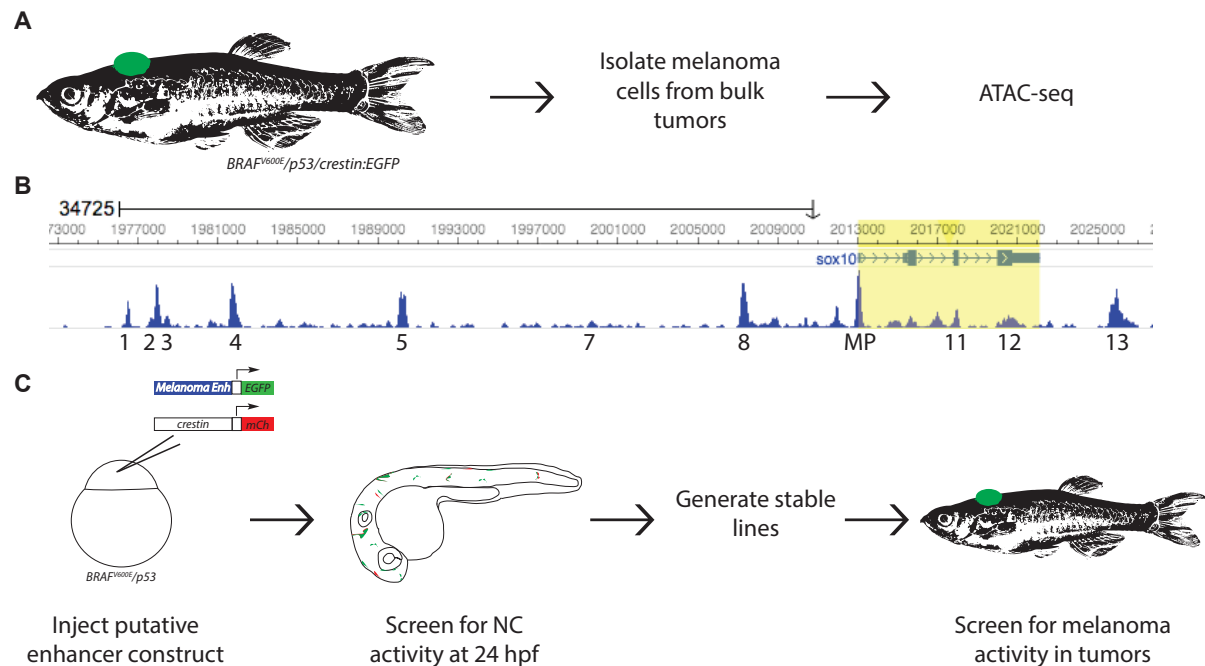 A
Isolate melanoma
cells from bulk
tumors
ATAC-seq
BRAFV600E/p53/crestin:EGFP
B
34725
73000 1977000 1981000 1985000 1989000 1993000 1997000 2001000 2005000 2009000 2013000 2017000 2021000 2025000 2
sox10
1 2 3 4 5 7 8 MP 11 12 13
C
Melanoma Enh EGFP
crestin mCh
BRAFV600E/p53
Generate stable
lines
Inject putative
enhancer construct
Screen for NC
activity at 24 hpf
Screen for melanoma
activity in tumors